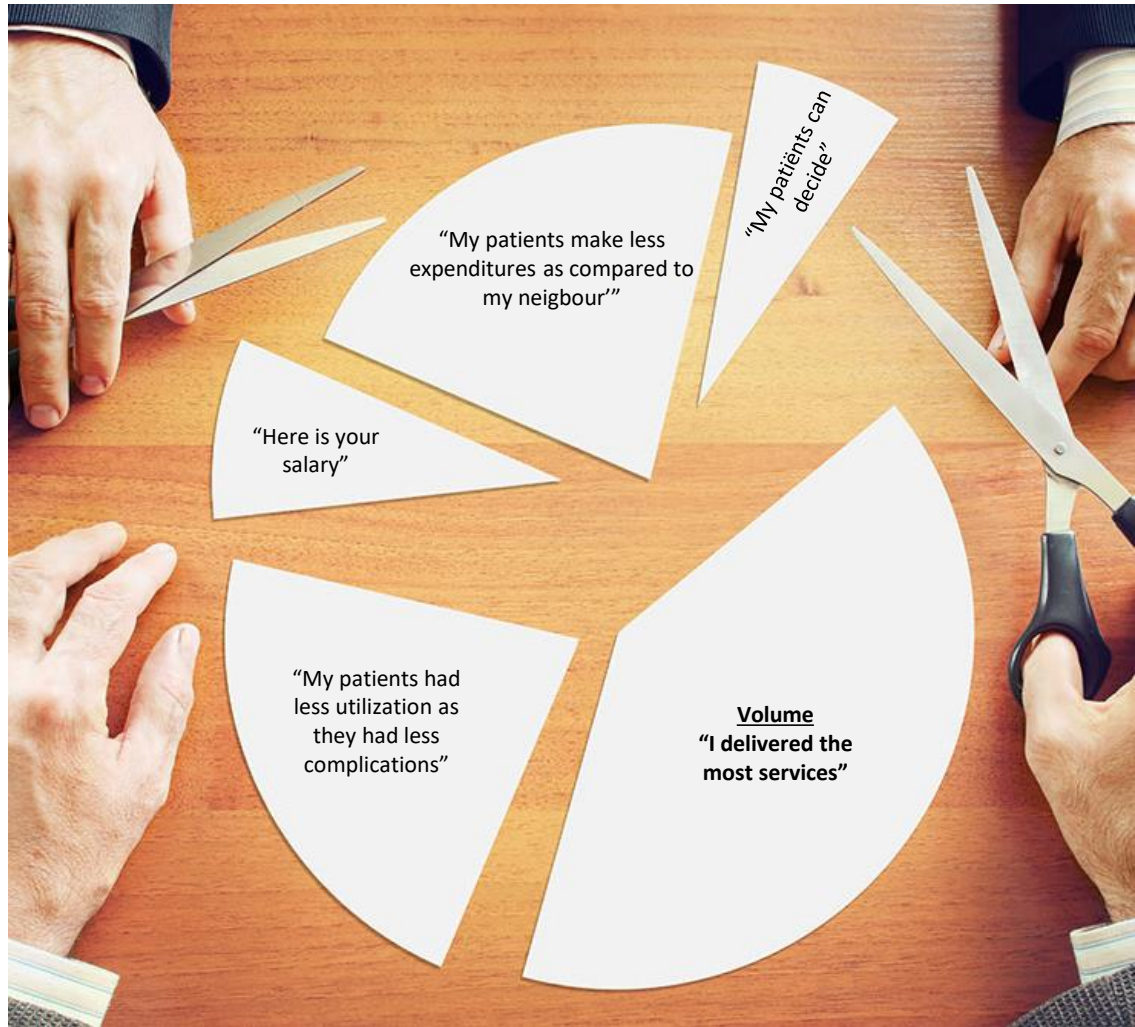 “My patiënts can
decide”
“My patients make less
expenditures as compared to
my neigbour’”
“Here is your
salary”
“My patients had
less utilization as
they had less
complications”
Volume
“I delivered the
most services”